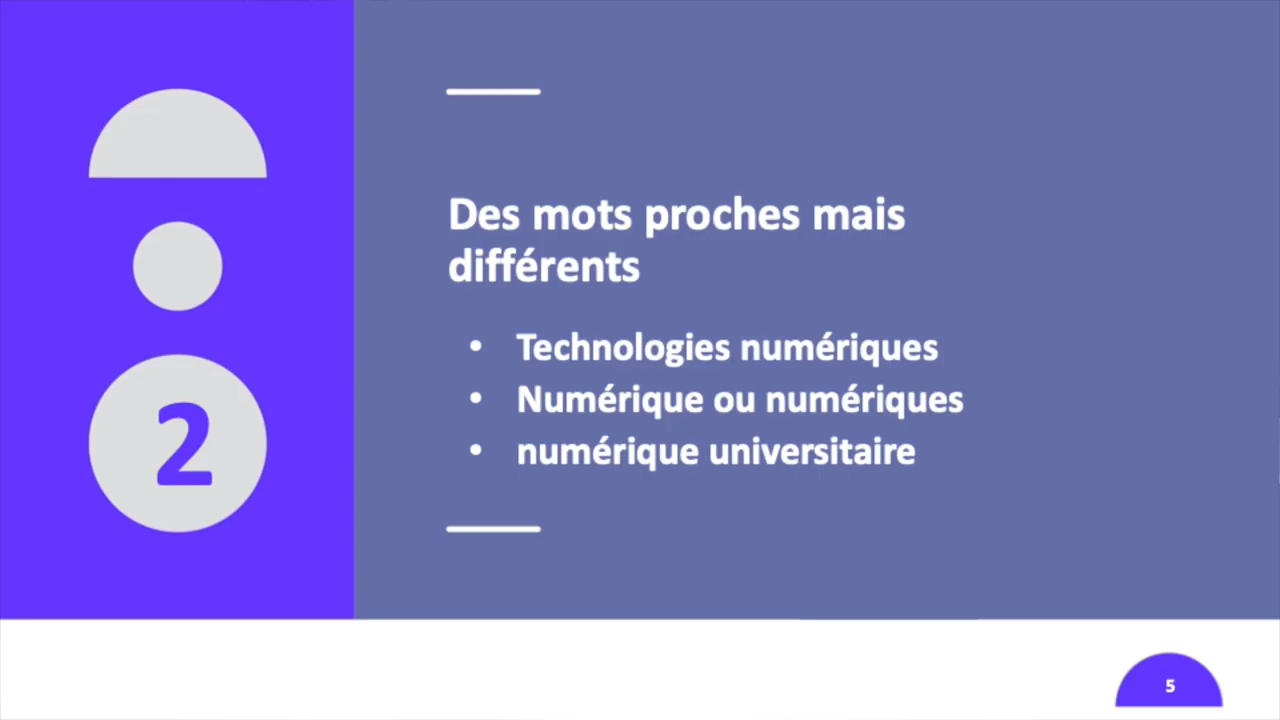 2
Des mots proches mais
différents
• Technologies numériques
• Numérique ou numériques
• numérique universitaire
5